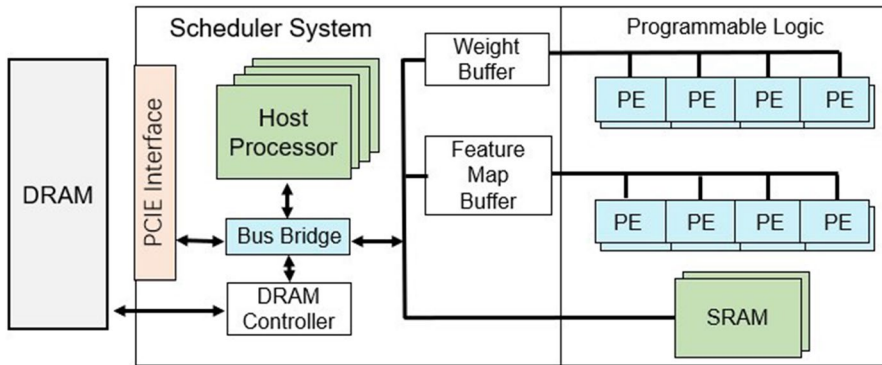 Scheduler System
Programmable Logic
DRAM
PCIE Interface
Host
Processor
Bus Bridge
DRAM
Controller
Weight
Buffer
Feature
Map
Buffer
PE PE PE PE
PE PE PE PE
SRAM